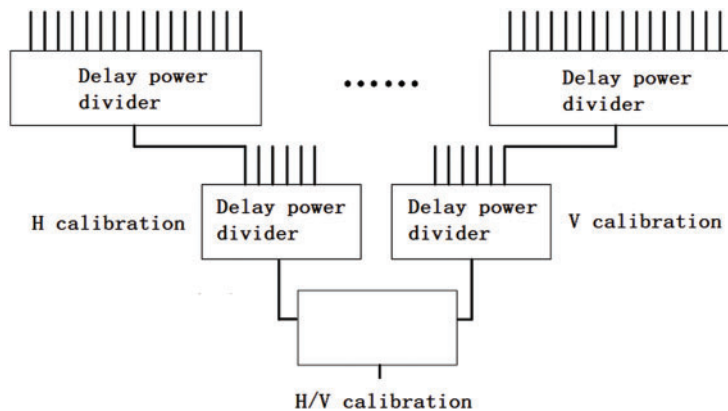 Delay power
divider
......
Delay power
divider
H calibration
Delay power
divider
Delay power
divider
V calibration
H/V calibration